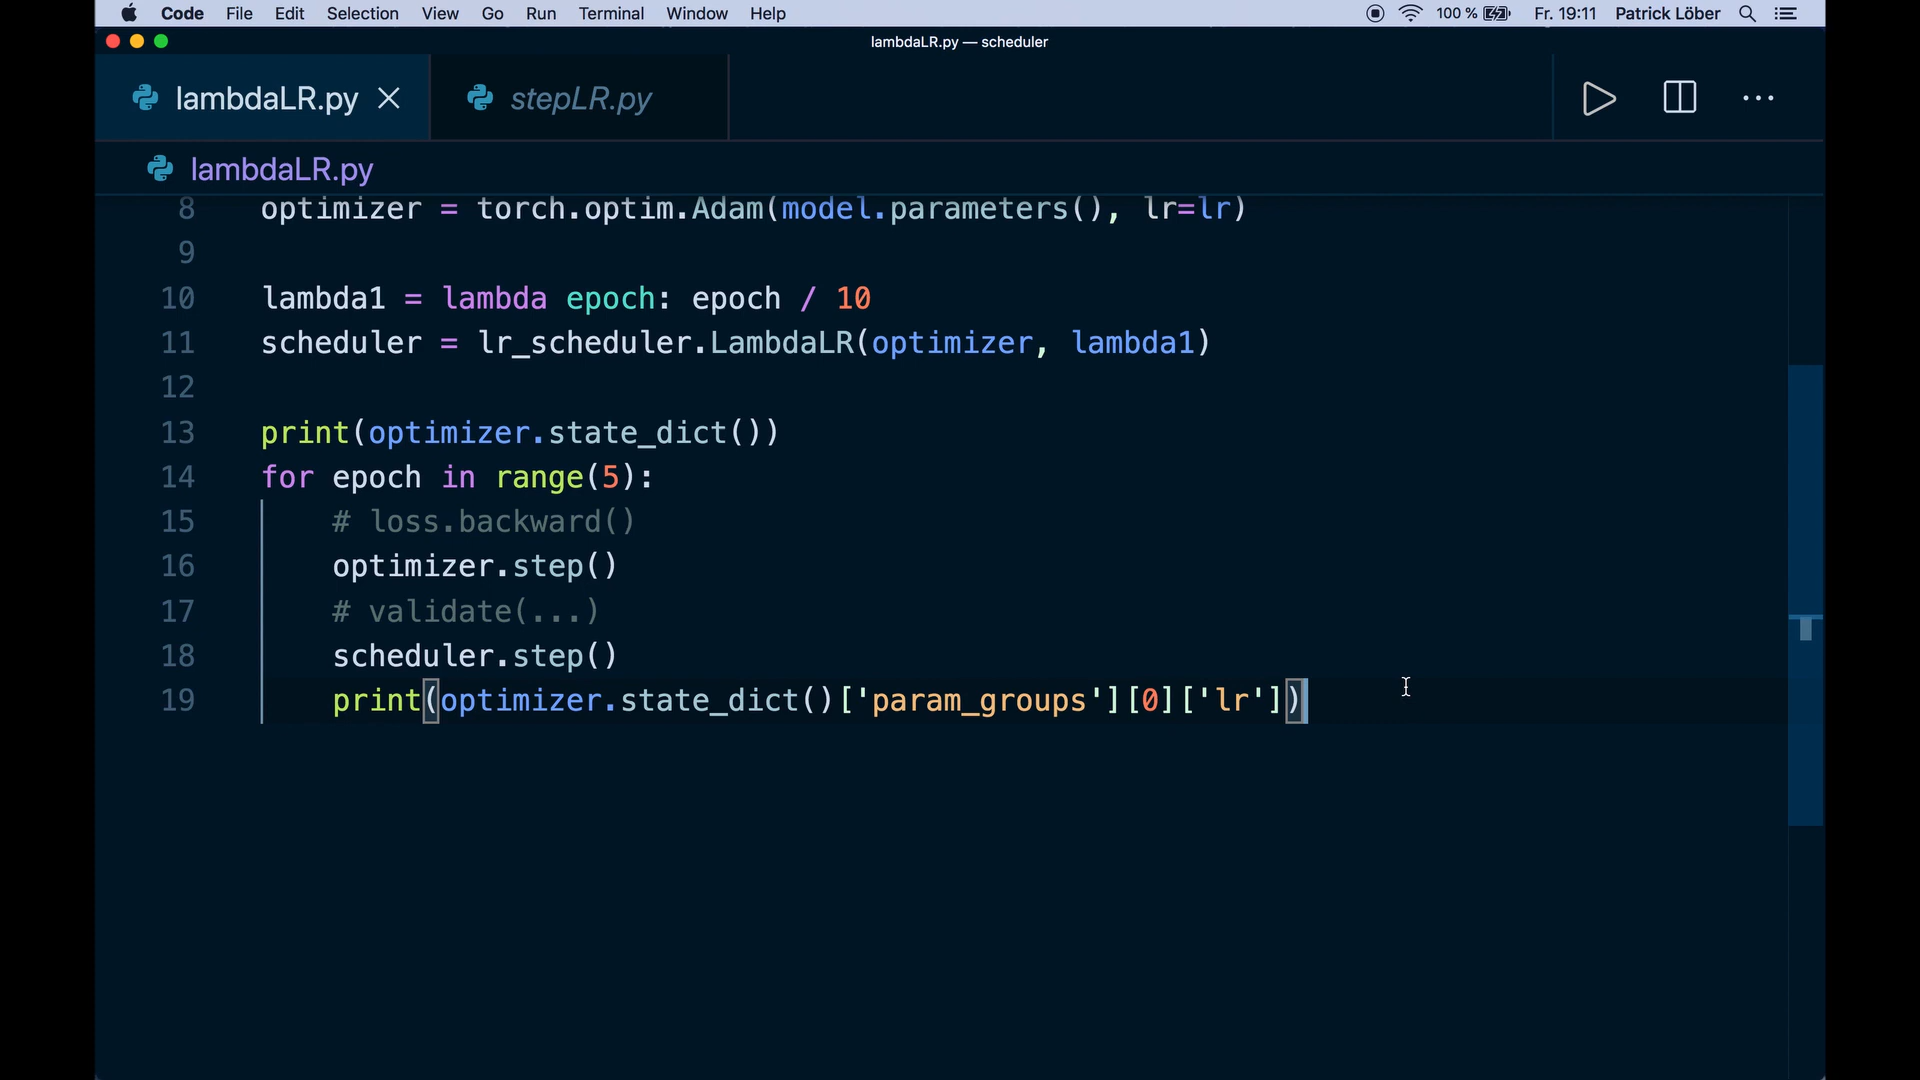 Code File Edit Selection View Go Run Terminal Window Help 100 % Fr. 19:11 Patrick Löber
lambdaLR.py — scheduler
lambdaLR.py stepLR.py
lambdaLR.py
8 optimizer = torch.optim.Adam(model.parameters(), lr=lr)
9
10 lambda1 = lambda epoch: epoch / 10
11 scheduler = lr_scheduler.LambdaLR(optimizer, lambda1)
12
13 print(optimizer.state_dict())
14 for epoch in range(5):
15 # loss.backward()
16 optimizer.step()
17 # validate(...)
18 scheduler.step()
19 print(optimizer.state_dict()['param_groups'][0]['lr'])